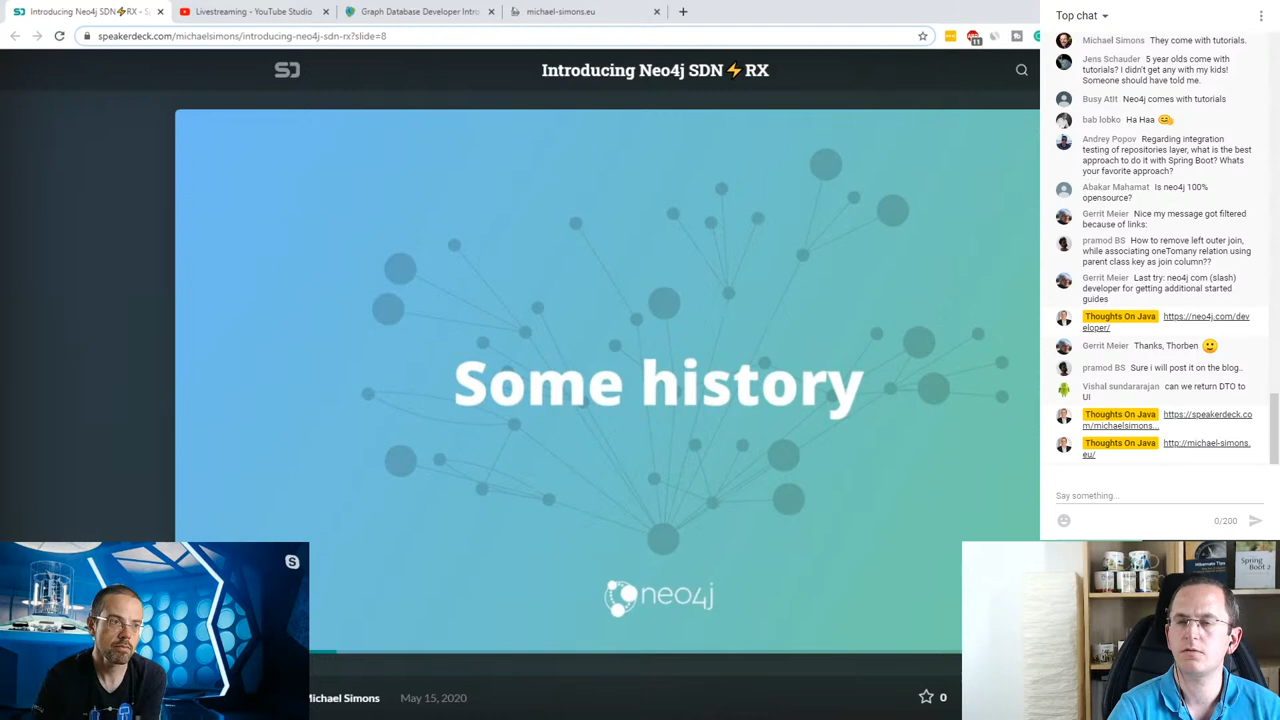 Introducing Neo4j SDN⚡RX - S
Livestreaming - YouTube Studio
Graph Database Developer Intro
michael-simons.eu
speakerdeck.com/michaelsimons/introducing-neo4j-sdn-rx?slide=8
11
Introducing Neo4j SDN⚡RX
Some history
neo4j
Michael Simons
May 15, 2020
0
Top chat
Michael Simons They come with tutorials.
Jens Schauder 5 year olds come with
tutorials? I didn't get any with my kids!
Someone should have told me.
Busy AtIt Neo4j comes with tutorials
bab lobko Ha Haa
Andrey Popov Regarding integration
testing of repositories layer, what is the best
approach to do it with Spring Boot? Whats
your favorite approach?
Abakar Mahamat Is neo4j 100%
opensource?
Gerrit Meier Nice my message got filtered
because of links:
pramod BS How to remove left outer join,
while associating oneTomany relation using
parent class key as join column??
Gerrit Meier Last try: neo4j com (slash)
developer for getting additional started
guides
Thoughts On Java https://neo4j.com/dev
eloper/
Gerrit Meier Thanks, Thorben 🙂
pramod BS Sure i will post it on the blog..
Vishal sundararajan can we return DTO to
UI
Thoughts On Java https://speakerdeck.co
m/michaelsimons...
Thoughts On Java http://michael-simons.
eu/
Say something...
0/200
Hibernate Tips
Spring
Boot 2